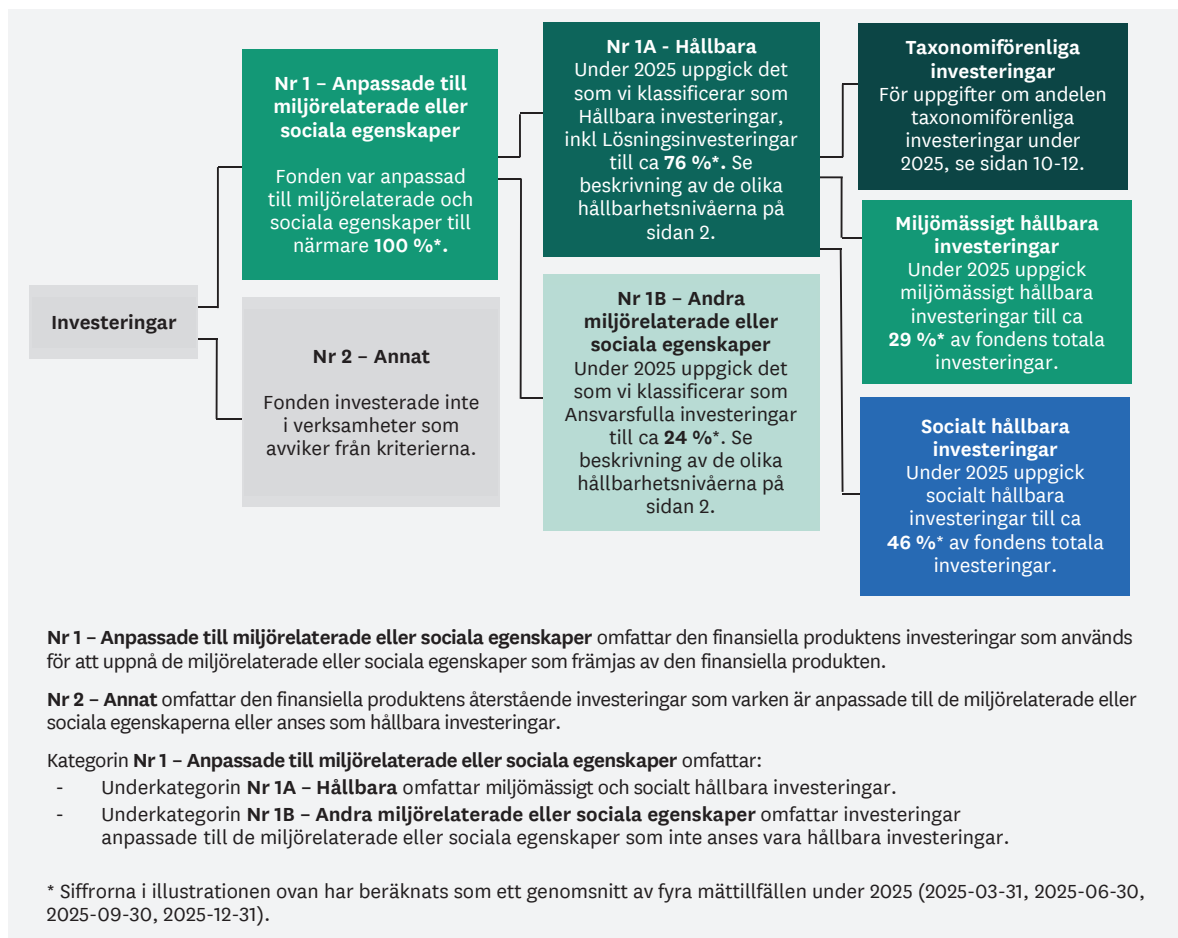 Investeringar
Nr 1 – Anpassade till
miljörelaterade eller
sociala egenskaper
Fonden var anpassad
till miljörelaterade och
sociala egenskaper till
närmare 100 %*.
Nr 2 – Annat
Fonden investerade inte
i verksamheter som
avviker från kriterierna.
Nr 1A - Hållbara
Under 2025 uppgick det
som vi klassificerar som
Hållbara investeringar,
inkl Lösningsinvesteringar
till ca 76 %*. Se
beskrivning av de olika
hållbarhetsnivåerna på
sidan 2.
Nr 1B – Andra
miljörelaterade eller
sociala egenskaper
Under 2025 uppgick det
som vi klassificerar som
Ansvarsfulla investeringar
till ca 24 %*. Se
beskrivning av de olika
hållbarhetsnivåerna på
sidan 2.
Taxonomiförenliga
investeringar
För uppgifter om andelen
taxonomiförenliga
investeringar under
2025, se sidan 10-12.
Miljömässigt hållbara
investeringar
Under 2025 uppgick
miljömässigt hållbara
investeringar till ca
29 %* av fondens totala
investeringar.
Socialt hållbara
investeringar
Under 2025 uppgick
socialt hållbara
investeringar till ca
46 %* av fondens totala
investeringar.
Nr 1 – Anpassade till miljörelaterade eller sociala egenskaper omfattar den finansiella produktens investeringar som används
för att uppnå de miljörelaterade eller sociala egenskaper som främjas av den finansiella produkten.
Nr 2 – Annat omfattar den finansiella produktens återstående investeringar som varken är anpassade till de miljörelaterade eller
sociala egenskaperna eller anses som hållbara investeringar.
Kategorin Nr 1 – Anpassade till miljörelaterade eller sociala egenskaper omfattar:
- Underkategorin Nr 1A – Hållbara omfattar miljömässigt och socialt hållbara investeringar.
- Underkategorin Nr 1B – Andra miljörelaterade eller sociala egenskaper omfattar investeringar
anpassade till de miljörelaterade eller sociala egenskaper som inte anses vara hållbara investeringar.
* Siffrorna i illustrationen ovan har beräknats som ett genomsnitt av fyra mättillfällen under 2025 (2025-03-31, 2025-06-30,
2025-09-30, 2025-12-31).